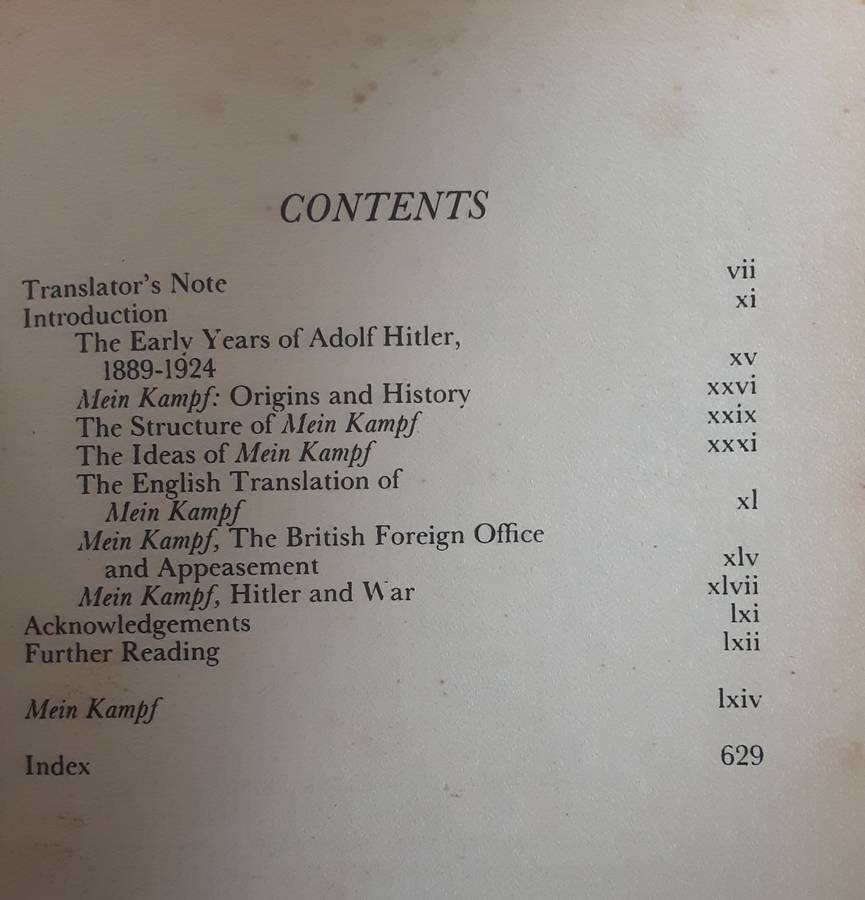 CONTENTS
Translator's Note vii
Introduction xi
The Early Years of Adolf Hitler,
1889-1924 xv
Mein Kampf: Origins and History xxvi
The Structure of Mein Kampf xxix
The Ideas of Mein Kampf xxxi
The English Translation of
Mein Kampf xl
Mein Kampf, The British Foreign Office
and Appeasement xlv
Mein Kampf, Hitler and War xlvii
Acknowledgements lxi
Further Reading lxii
Mein Kampf lxiv
Index 629